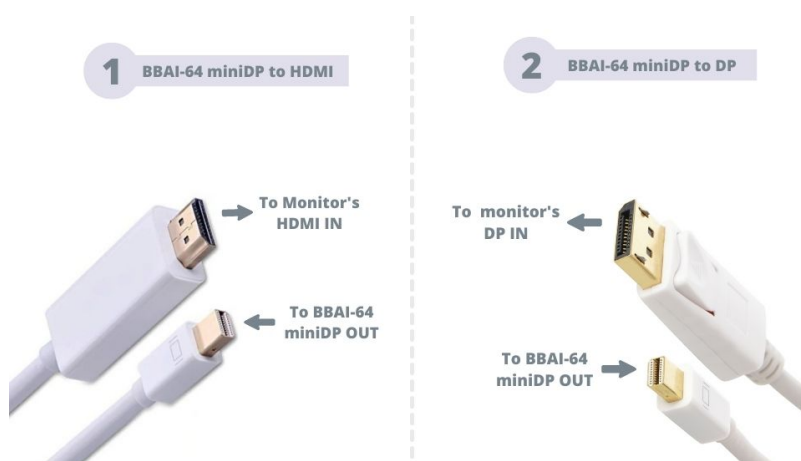 1 BBAI-64 miniDP to HDMI
To Monitor's
HDMI IN
To BBAI-64
miniDP OUT
2 BBAI-64 miniDP to DP
To monitor's
DP IN
To BBAI-64
miniDP OUT